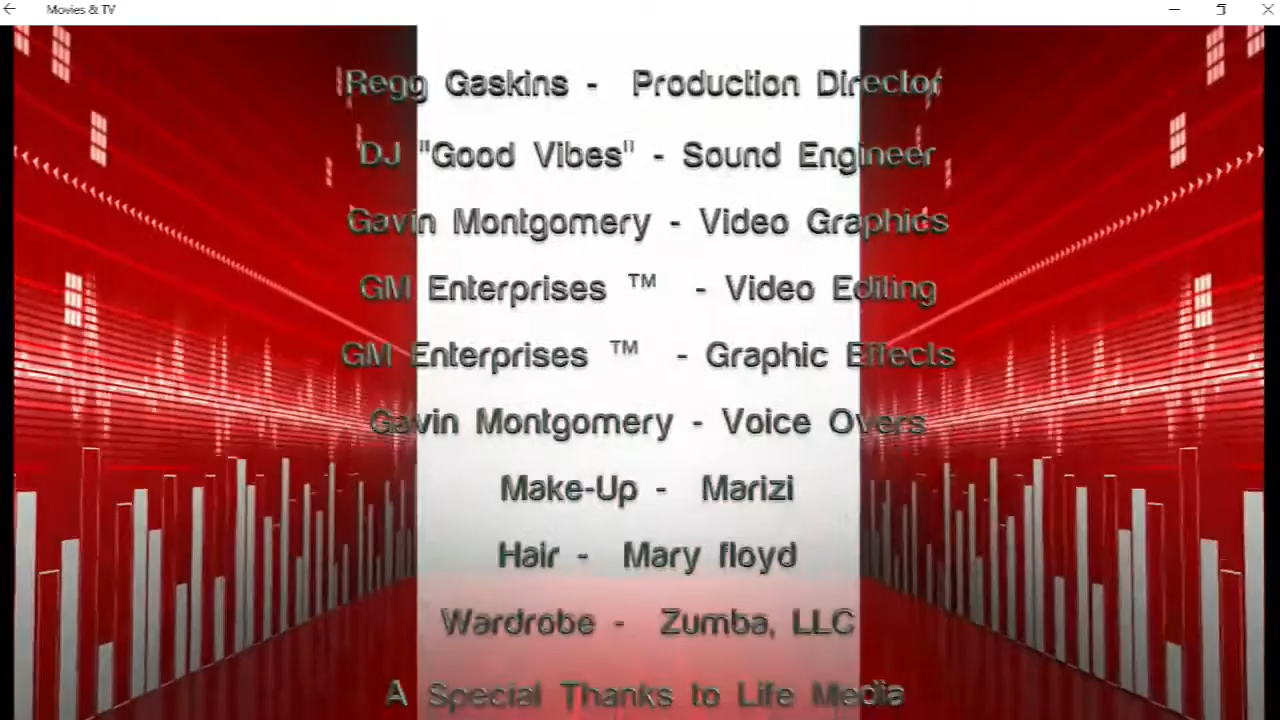 Movies & TV
Regg Gaskins - Production Director
DJ "Good Vibes" - Sound Engineer
Gavin Montgomery - Video Graphics
GM Enterprises ™ - Video Editing
GM Enterprises ™ - Graphic Effects
Gavin Montgomery - Voice Overs
Make-Up - Marizi
Hair - Mary floyd
Wardrobe - Zumba, LLC
A Special Thanks to Life Media